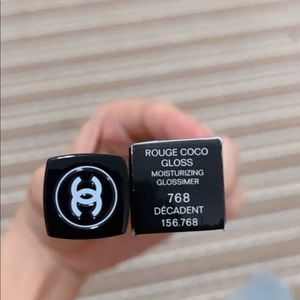 ROUGE COCO
GLOSS
MOISTURIZING
GLOSSIMER
768
DÉCADENT
156.768